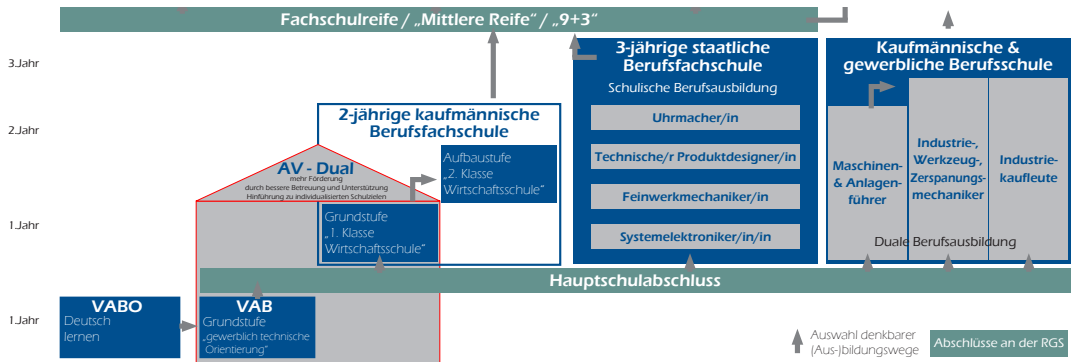 Fachschulreife / „Mittlere Reife“ / „9+3“
3.Jahr
2.Jahr
1.Jahr
1.Jahr
3-jährige staatliche
Berufsfachschule
Schulische Berufsausbildung
Uhrmacher/in
Technische/r Produktdesigner/in
Feinwerkmechaniker/in
Systemelektroniker/in/in
Kaufmännische &
gewerbliche Berufsschule
Maschinen-
& Anlagen-
führer
Industrie-,
Werkzeug-,
Zerspanungs-
mechaniker
Industrie-
kaufleute
Duale Berufsausbildung
2-jährige kaufmännische
Berufsfachschule
Aufbaustufe
„2. Klasse
Wirtschaftsschule“
AV - Dual
mehr Förderung
durch bessere Betreuung und Unterstützung
Hinführung zu individualisierten Schulzielen
Grundstufe
„1. Klasse
Wirtschaftsschule“
Hauptschulabschluss
VABO
Deutsch
lernen
VAB
Grundstufe
„gewerblich technische
Orientierung“
Auswahl denkbarer
(Aus-)bildungswege
Abschlüsse an der RGS